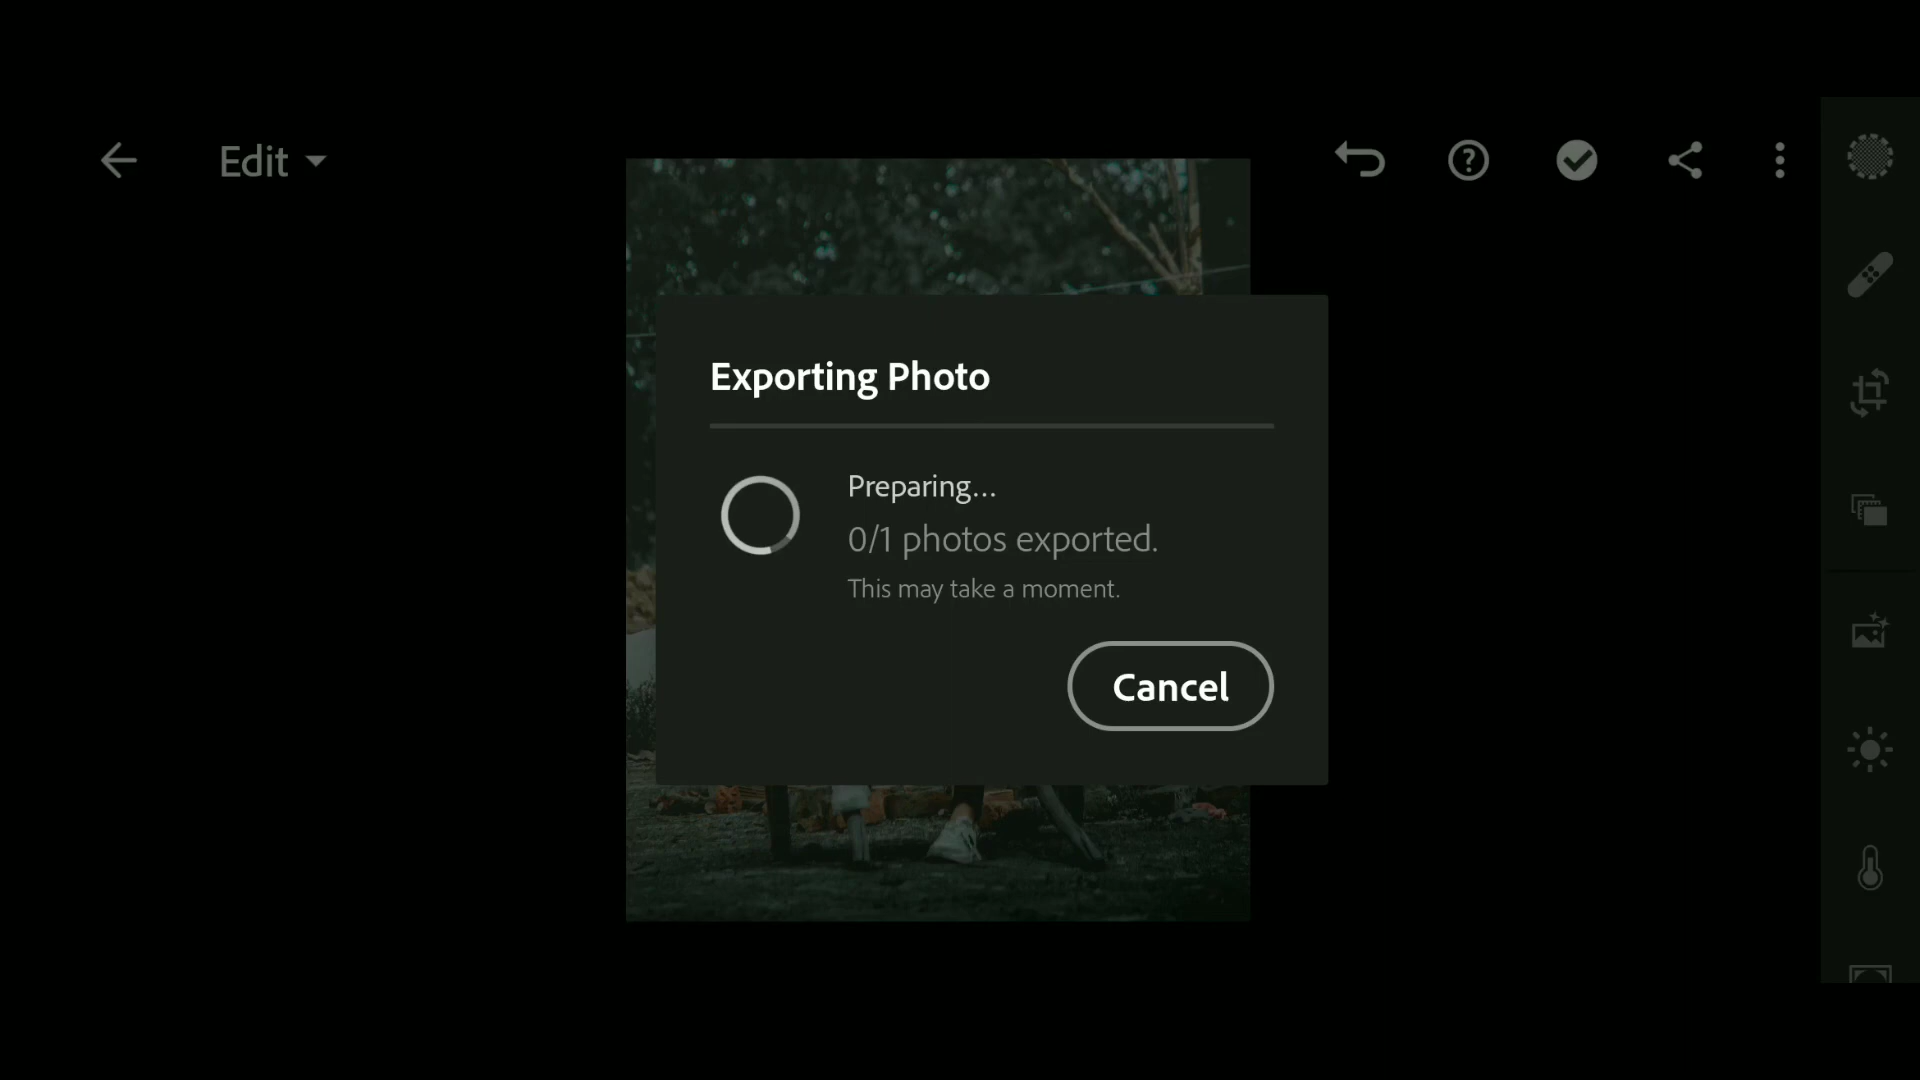 Edit
Exporting Photo
Preparing...
0/1 photos exported.
This may take a moment.
Cancel